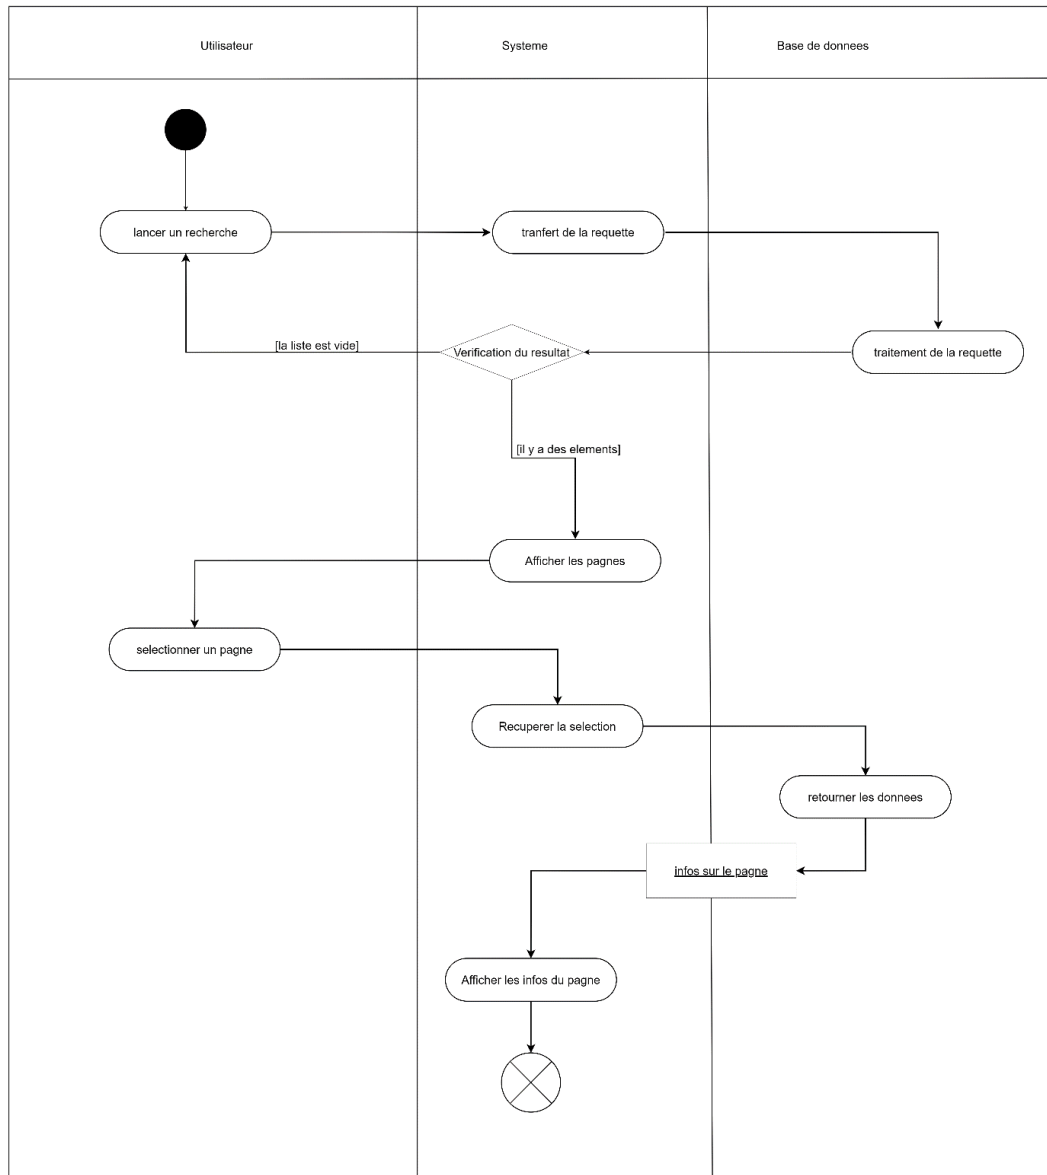 Utilisateur
Systeme
Base de donnees
lancer un recherche
tranfert de la requette
[la liste est vide]
Verification du resultat
traitement de la requette
[il y a des elements]
Afficher les pagnes
selectionner un pagne
Recuperer la selection
retourner les donnees
infos sur le pagne
Afficher les infos du pagne